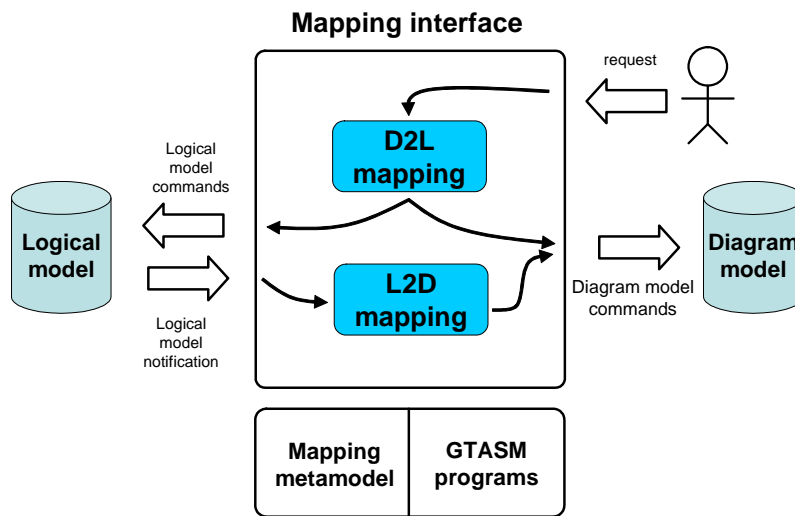 Mapping interface
request
D2L
mapping
Logical
model
commands
Logical
model
Diagram
model
L2D
mapping
Diagram model
commands
Logical
model
notification
Mapping
metamodel
GTASM
programs